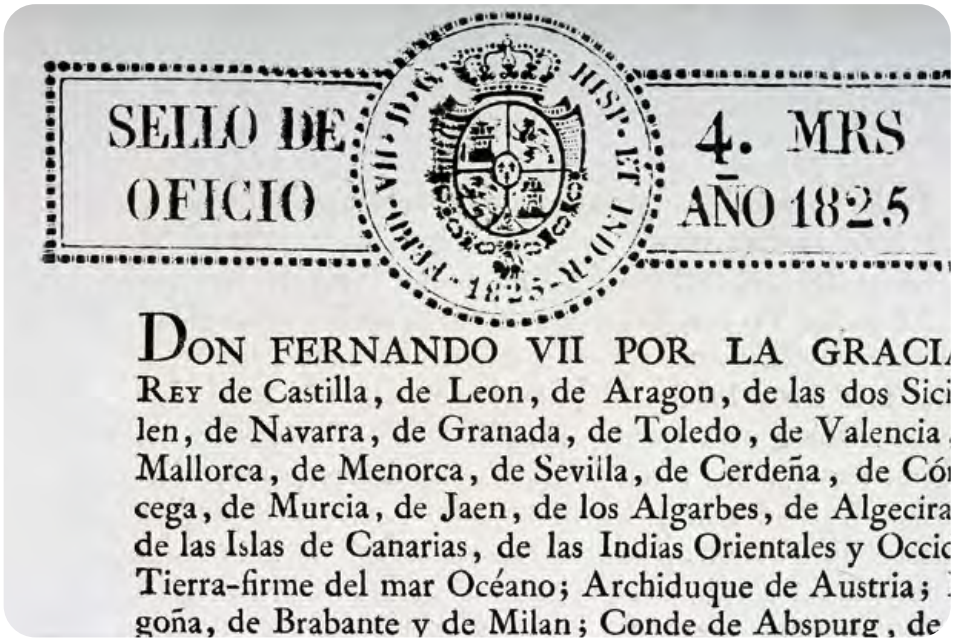 SELLO DE
OFICIO
FERD·VII·D·G·HISP·ET IND·R·
·1825·
4. MRS
AÑO 1825
DON FERNANDO VII POR LA GRACIA
REY de Castilla, de Leon, de Aragon, de las dos Sici
len, de Navarra, de Granada, de Toledo, de Valencia
Mallorca, de Menorca, de Sevilla, de Cerdeña, de Cór
cega, de Murcia, de Jaen, de los Algarbes, de Algecira
de las Islas de Canarias, de las Indias Orientales y Occid
Tierra-firme del mar Océano; Archiduque de Austria;
goña, de Brabante y de Milan; Conde de Abspurg, de